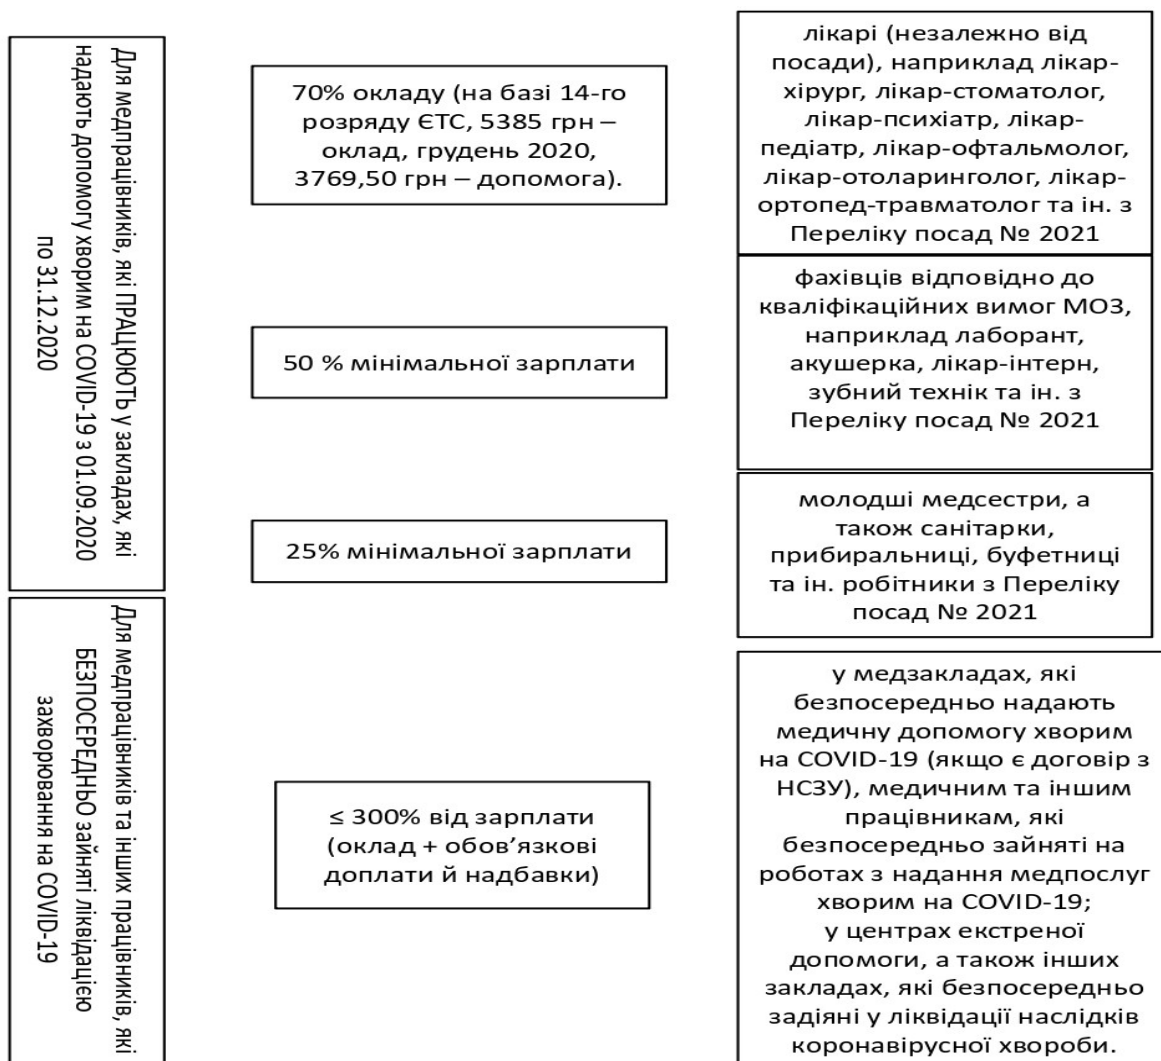 Для медпрацівників, які ПРАЦЮЮТЬ у закладах, які
надають допомогу хворим на COVID-19 з 01.09.2020
по 31.12.2020
70% окладу (на базі 14-го
розряду ЄТС, 5385 грн –
оклад, грудень 2020,
3769,50 грн – допомога).
лікарі (незалежно від
посади), наприклад лікар-
хірург, лікар-стоматолог,
лікар-психіатр, лікар-
педіатр, лікар-офтальмолог,
лікар-отоларинголог, лікар-
ортопед-травматолог та ін. з
Переліку посад № 2021
50 % мінімальної зарплати
фахівців відповідно до
кваліфікаційних вимог МОЗ,
наприклад лаборант,
акушерка, лікар-інтерн,
зубний технік та ін. з
Переліку посад № 2021
25% мінімальної зарплати
молодші медсестри, а
також санітарки,
прибиральниці, буфетниці
та ін. робітники з Переліку
посад № 2021
Для медпрацівників та інших працівників, які
БЕЗПОСЕРЕДНЬО зайняті ліквідацією
захворювання на COVID-19
≤ 300% від зарплати
(оклад + обов’язкові
доплати й надбавки)
у медзакладах, які
безпосередньо надають
медичну допомогу хворим
на COVID-19 (якщо є договір з
НСЗУ), медичним та іншим
працівникам, які
безпосередньо зайняті на
роботах з надання медпослуг
хворим на COVID-19;
у центрах екстреної
допомоги, а також інших
закладах, які безпосередньо
задіяні у ліквідації наслідків
коронавірусної хвороби.